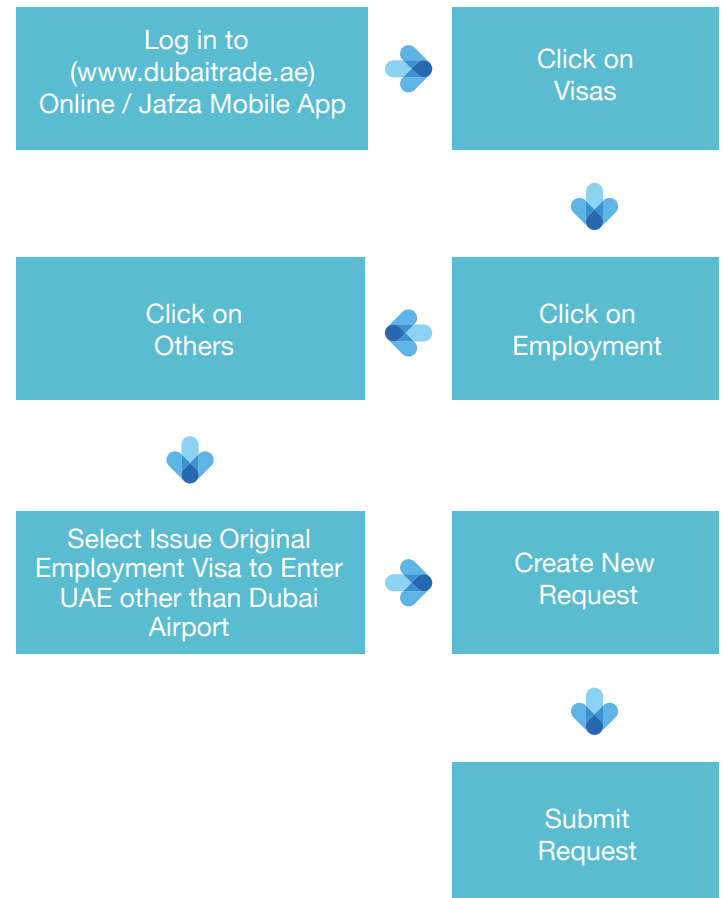 Log in to
(www.dubaitrade.ae)
Online / Jafza Mobile App
Click on
Visas
Click on
Employment
Click on
Others
Select Issue Original
Employment Visa to Enter
UAE other than Dubai
Airport
Create New
Request
Submit
Request